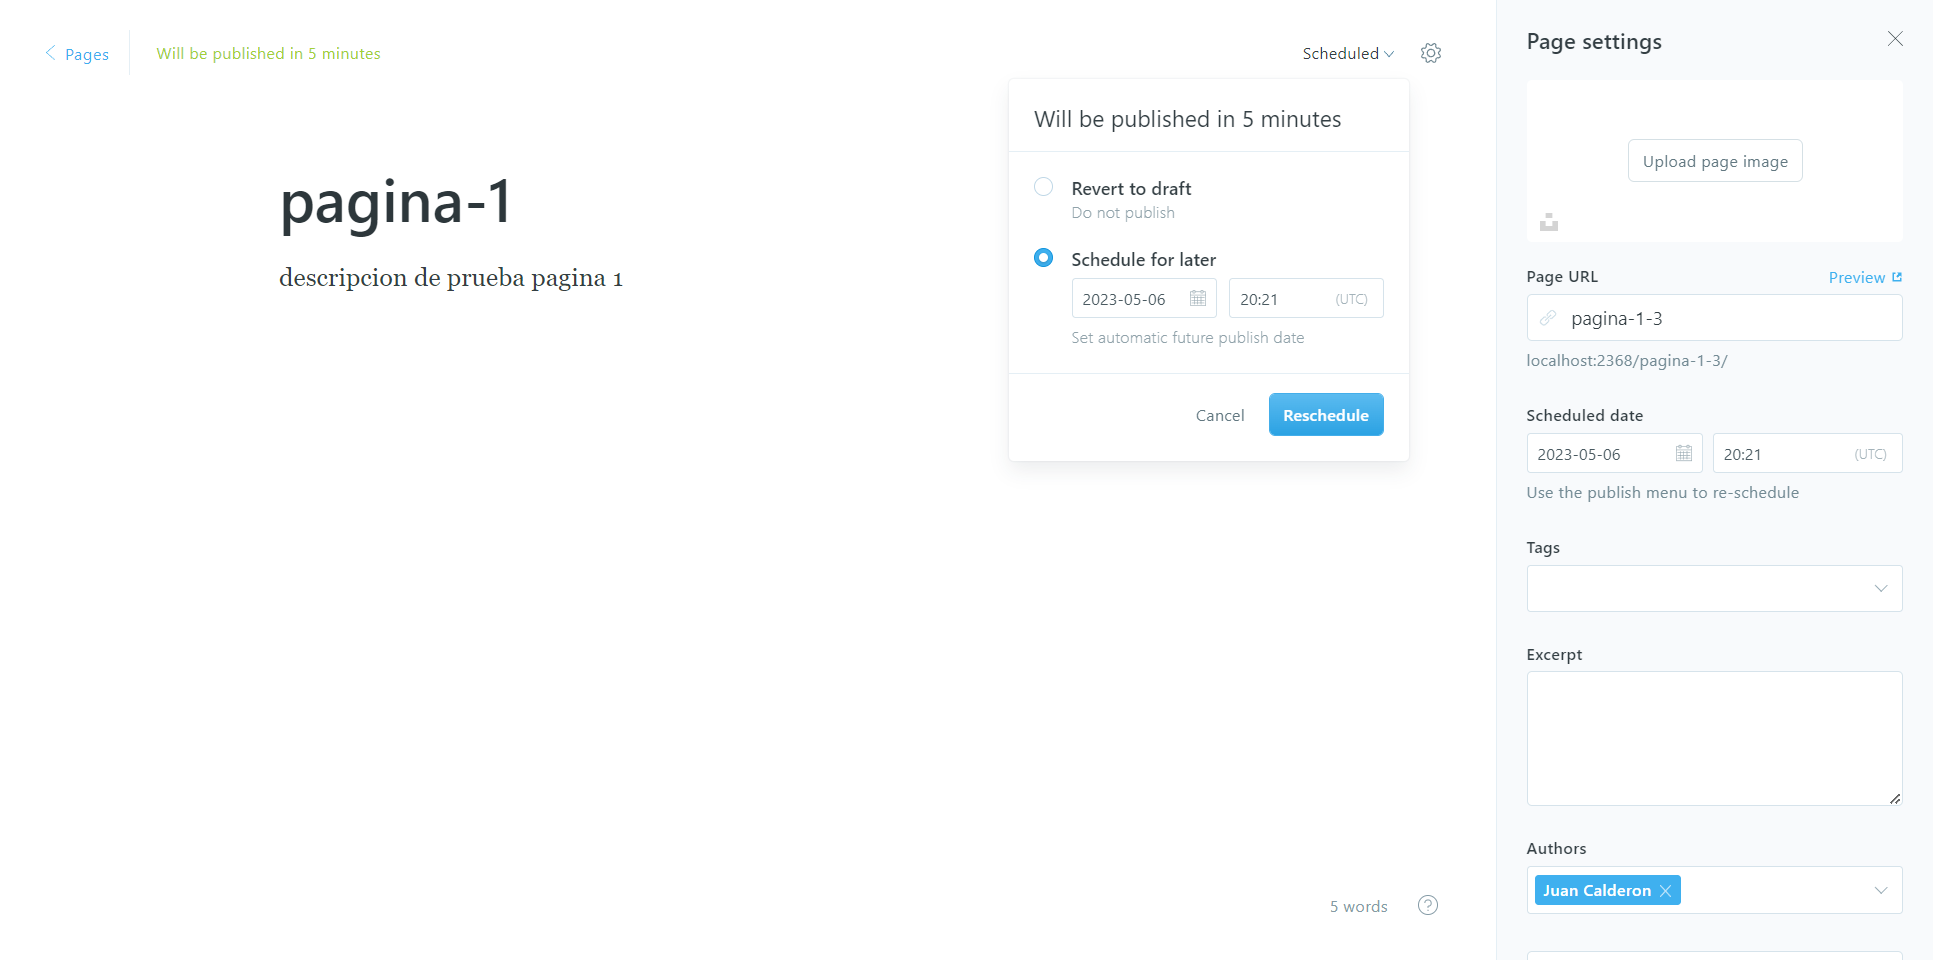 Pages
Will be published in 5 minutes
Scheduled
pagina-1
descripcion de prueba pagina 1
Will be published in 5 minutes
Revert to draft
Do not publish
Schedule for later
2023-05-06
20:21 (UTC)
Set automatic future publish date
Cancel
Reschedule
5 words
Page settings
Upload page image
Page URL
Preview
pagina-1-3
localhost:2368/pagina-1-3/
Scheduled date
2023-05-06
20:21 (UTC)
Use the publish menu to re-schedule
Tags
Excerpt
Authors
Juan Calderon